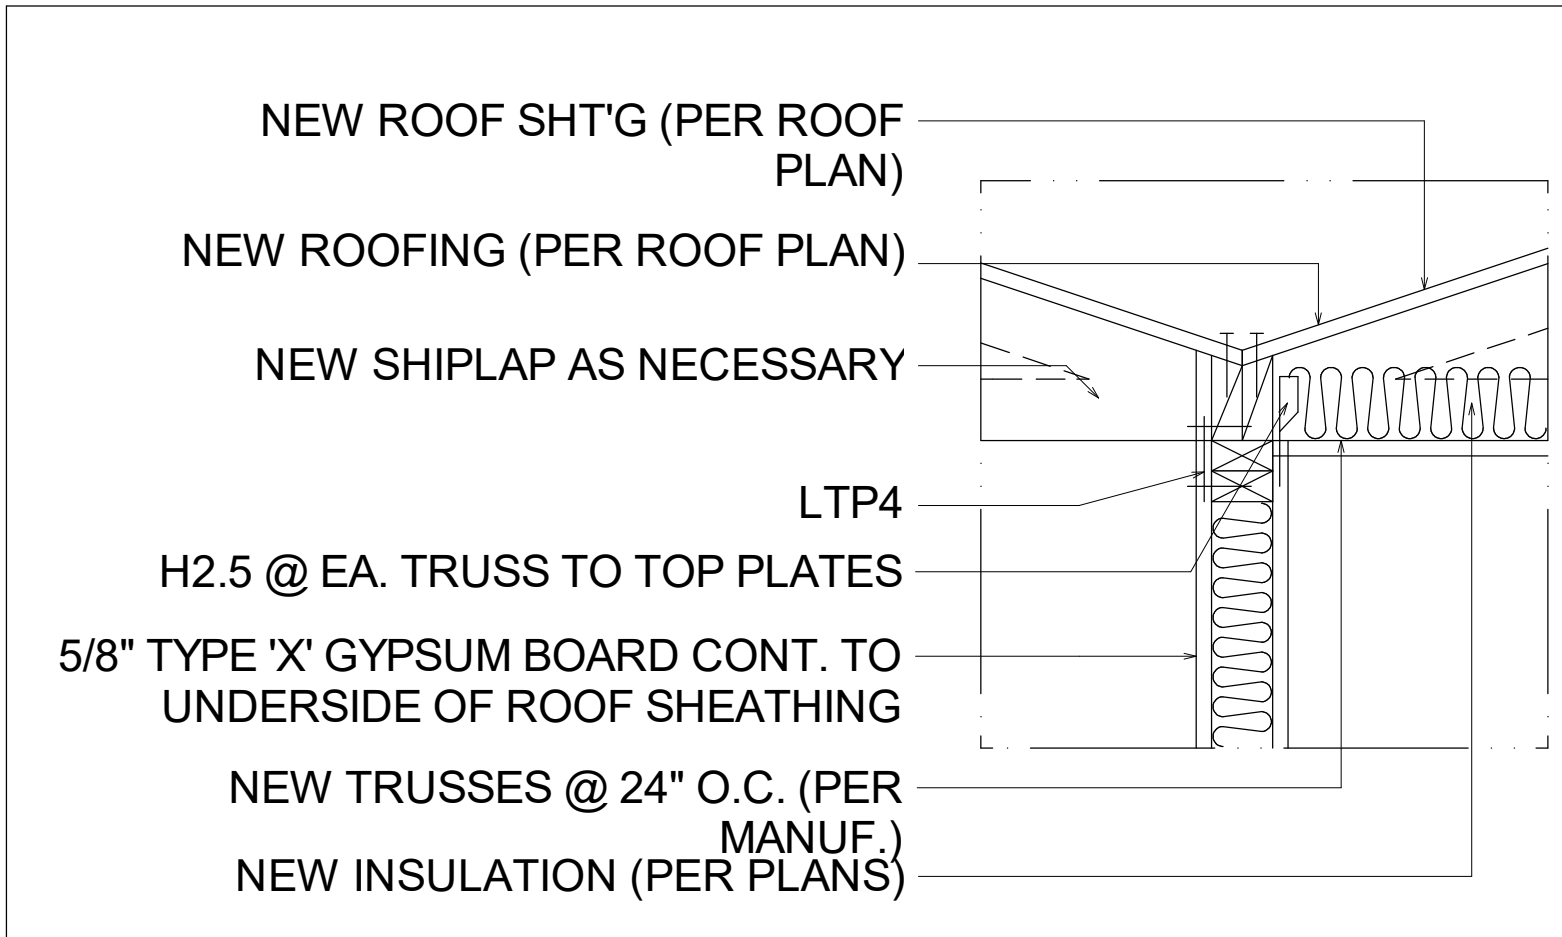 NEW ROOF SHT'G (PER ROOF
PLAN)
NEW ROOFING (PER ROOF PLAN)
NEW SHIPLAP AS NECESSARY
LTP4
H2.5 @ EA. TRUSS TO TOP PLATES
5/8" TYPE 'X' GYPSUM BOARD CONT. TO
UNDERSIDE OF ROOF SHEATHING
NEW TRUSSES @ 24" O.C. (PER
MANUF.)
NEW INSULATION (PER PLANS)